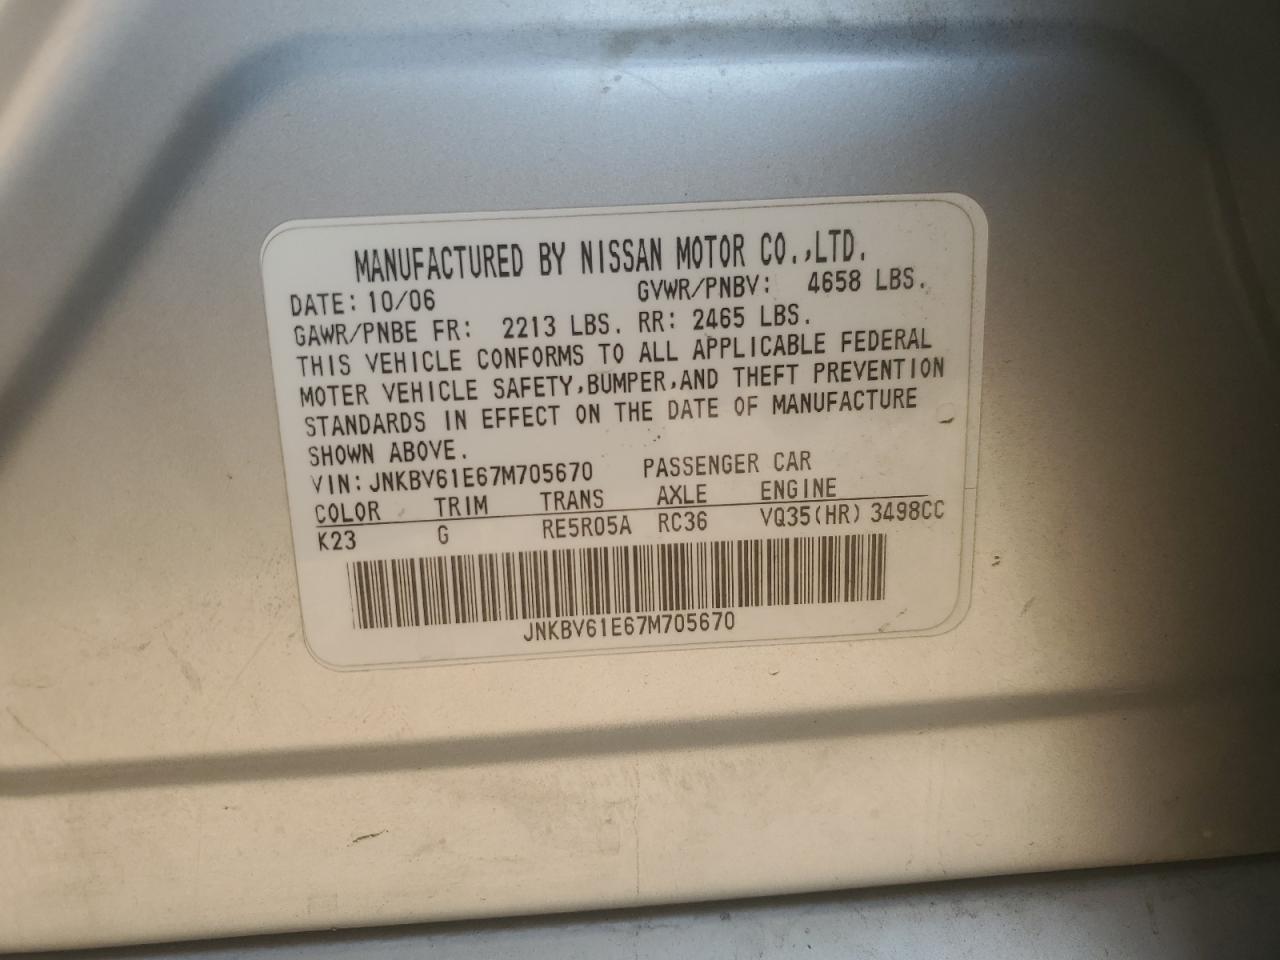 MANUFACTURED BY NISSAN MOTOR CO.,LTD.
DATE: 10/06 GVWR/PNBV: 4658 LBS.
GAWR/PNBE FR: 2213 LBS. RR: 2465 LBS.
THIS VEHICLE CONFORMS TO ALL APPLICABLE FEDERAL
MOTER VEHICLE SAFETY,BUMPER,AND THEFT PREVENTION
STANDARDS IN EFFECT ON THE DATE OF MANUFACTURE
SHOWN ABOVE.
VIN: JNKBV61E67M705670 PASSENGER CAR
COLOR TRIM TRANS AXLE ENGINE
K23 G RE5R05A RC36 VQ35(HR) 3498CC
JNKBV61E67M705670